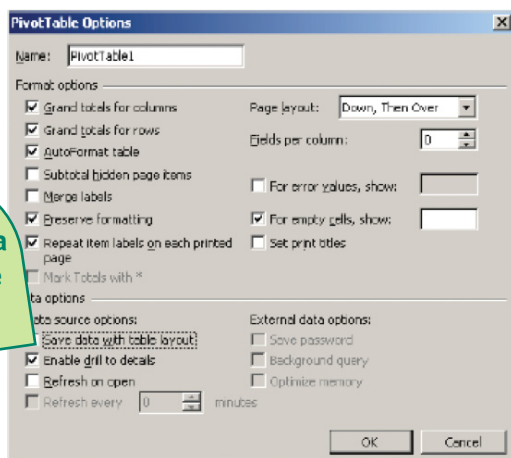 PivotTable Options
Name: PivotTable1
Format options
Grand totals for columns
Page layout: Down, Then Over
Grand totals for rows
Fields per column: 0
AutoFormat table
Subtotal hidden page items
For error values, show:
Merge labels
Preserve formatting
For empty cells, show:
a
Repeat item labels on each printed
page
Set print titles
e
Mark Totals with *
ta options
ata source options:
External data options:
Save data with table layout
Save password
Enable drill to details
Background query
Refresh on open
Optimize memory
Refresh every 0 minutes
OK Cancel